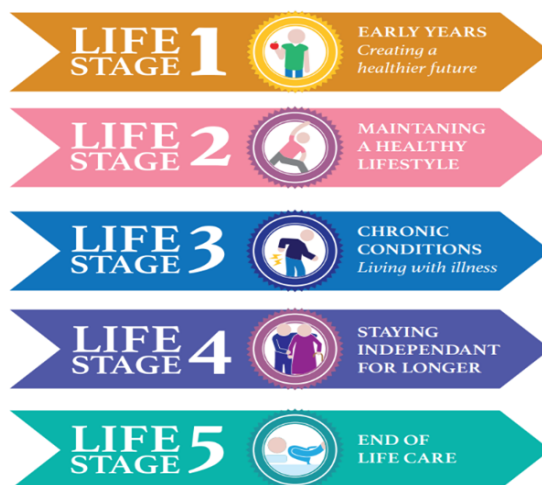 LIFE STAGE 1
EARLY YEARS
Creating a
healthier future
LIFE STAGE 2
MAINTANING
A HEALTHY
LIFESTYLE
LIFE STAGE 3
CHRONIC
CONDITIONS
Living with illness
LIFE STAGE 4
STAYING
INDEPENDANT
FOR LONGER
LIFE STAGE 5
END OF
LIFE CARE